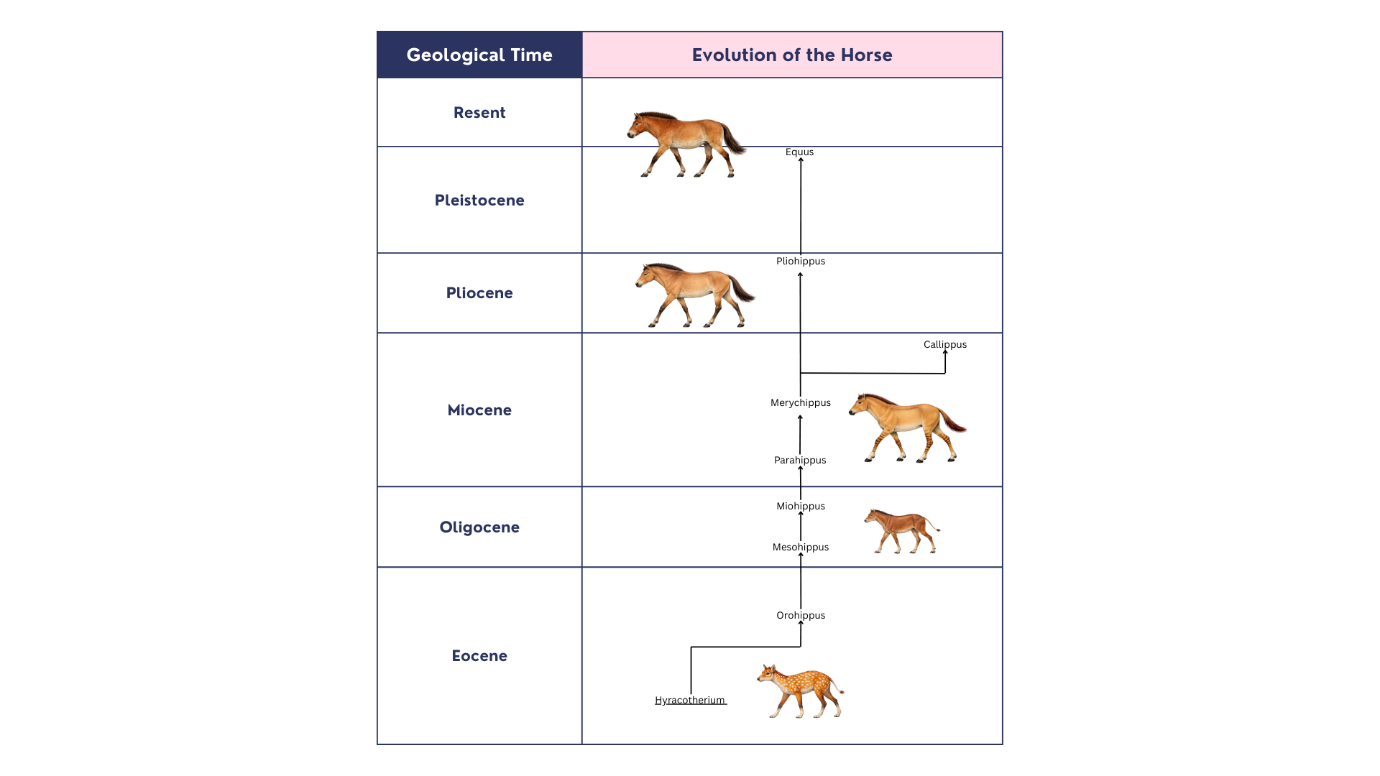 Geological Time
Evolution of the Horse
Resent
Equus
Pleistocene
Pliohippus
Pliocene
Callippus
Merychippus
Miocene
Parahippus
Miohippus
Oligocene
Mesohippus
Orohippus
Eocene
Hyracotherium